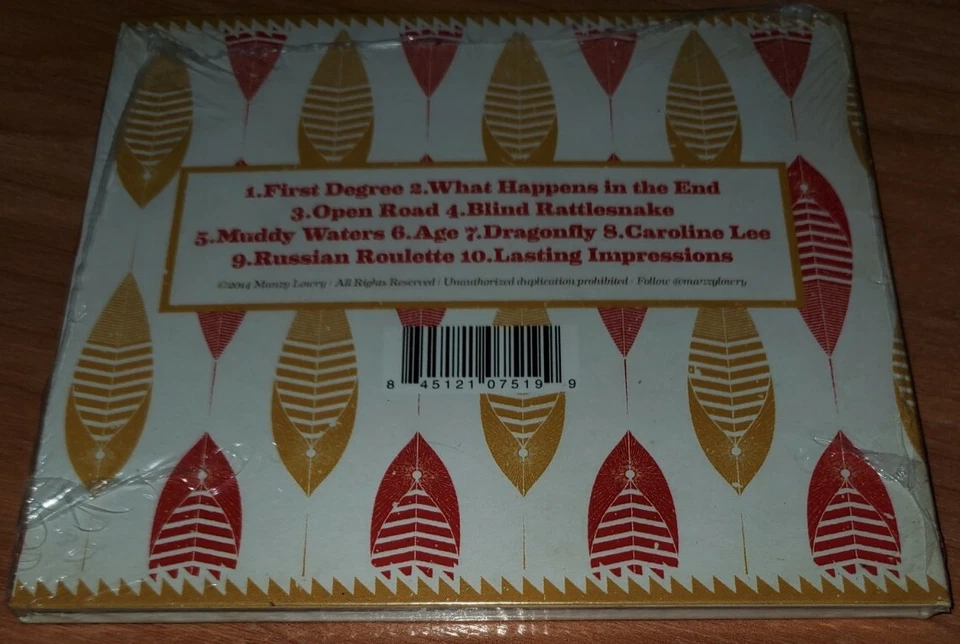 1.First Degree 2.What Happens in the End
3.Open Road 4.Blind Rattlesnake
5.Muddy Waters 6.Age 7.Dragonfly 8.Caroline Lee
9.Russian Roulette 10.Lasting Impressions
©2014 Manzy Lowry · All Rights Reserved | Unauthorized duplication prohibited · Follow @manzylowry
8 45121 07519 9